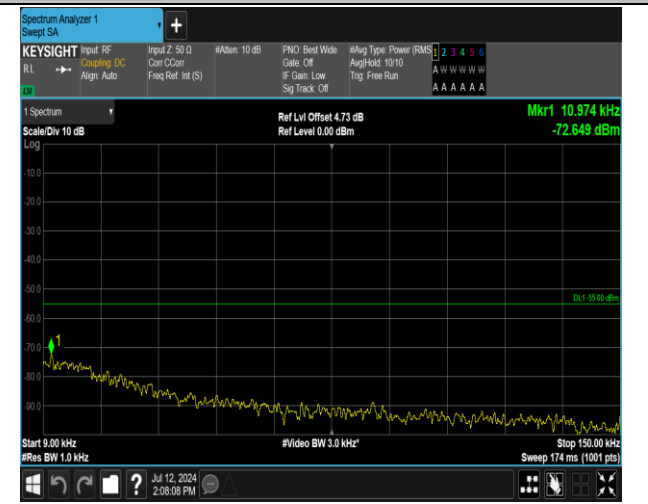 Spectrum Analyzer 1
Swept SA
+
KEYSIGHT Input: RF Input Z: 50 Ω #Atten: 10 dB PNO: Best Wide #Avg Type: Power (RMS 1 2 3 4 5 6
RL Coupling: DC Corr CCorr Gate: Off Avg|Hold: 10/10 A W W W W W
Align: Auto Freq Ref: Int (S) IF Gain: Low Trig: Free Run
Sig Track: Off A A A A A A
1 Spectrum Ref Lvl Offset 4.73 dB Mkr1 10.974 kHz
Scale/Div 10 dB Ref Level 0.00 dBm -72.649 dBm
Log
-10.0
-20.0
-30.0
-40.0
-50.0
DL1 -55.00 dBm
-60.0
1
-70.0
-80.0
-90.0
Start 9.00 kHz #Video BW 3.0 kHz* Stop 150.00 kHz
#Res BW 1.0 kHz Sweep 174 ms (1001 pts)
? Jul 12, 2024
2:08:08 PM